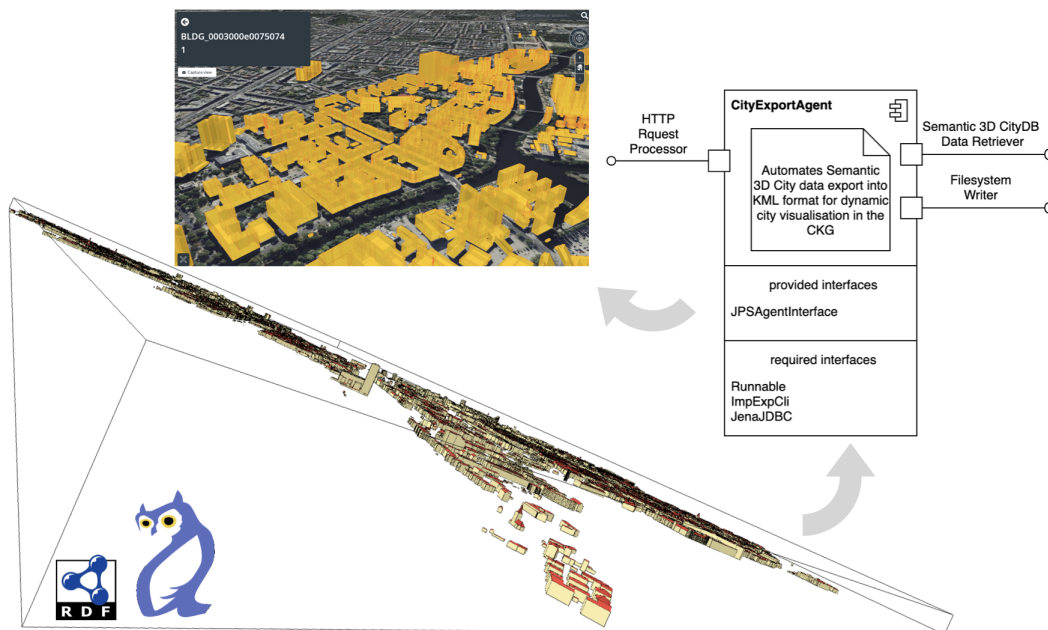 BLDG_0003000e0075074
1
Capture view
CityExportAgent
HTTP
Rquest
Processor
Semantic 3D CityDB
Data Retriever
Automates Semantic
3D City data export into
KML format for dynamic
city visualisation in the
CKG
Filesystem
Writer
provided interfaces
JPSAgentInterface
required interfaces
Runnable
ImpExpCli
JenaJDBC
RDF